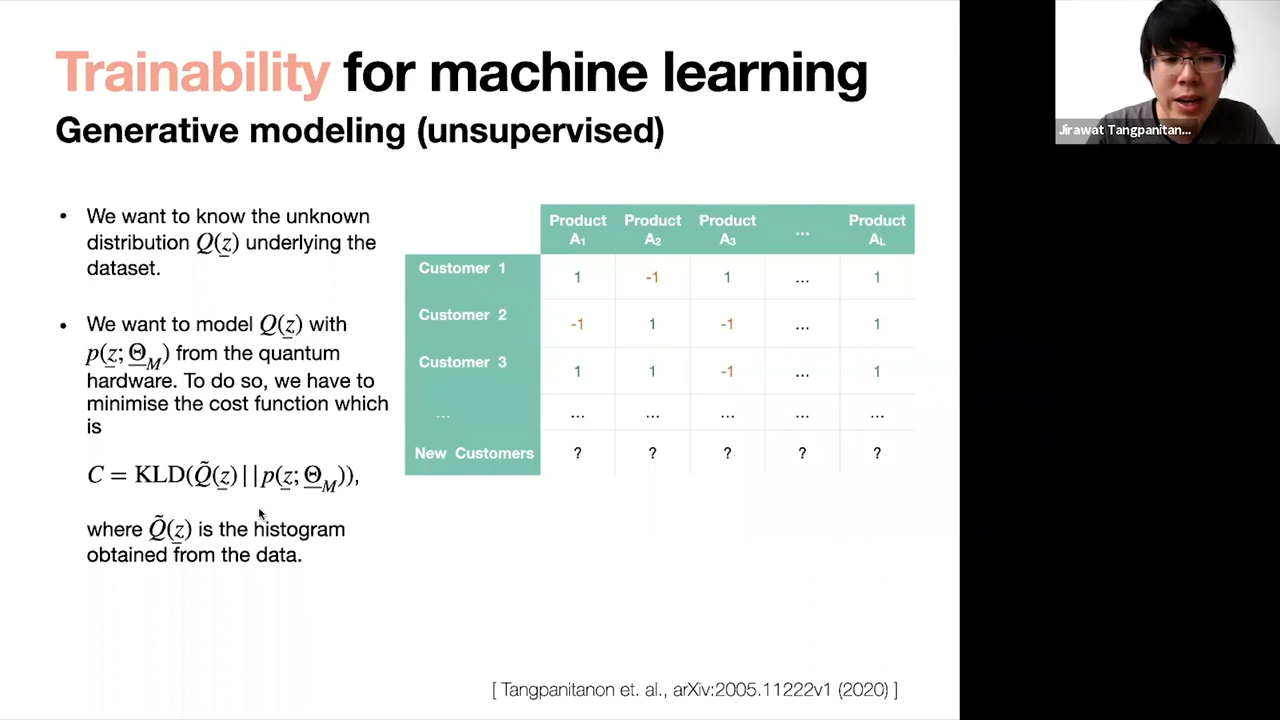 Trainability for machine learning
Generative modeling (unsupervised)
• We want to know the unknown
distribution Q(z̲) underlying the
dataset.
• We want to model Q(z̲) with
p(z̲; Θ̲_M) from the quantum
hardware. To do so, we have to
minimise the cost function which
is
C = KLD(Q̃(z̲)||p(z̲; Θ̲_M)),
where Q̃(z̲) is the histogram
obtained from the data.
Product A₁ Product A₂ Product A₃ ... Product A_L
Customer 1 1 -1 1 ... 1
Customer 2 -1 1 -1 ... 1
Customer 3 1 1 -1 ... 1
... ... ... ... ... ...
New Customers ? ? ? ? ?
[ Tangpanitanon et. al., arXiv:2005.11222v1 (2020) ]
Jirawat Tangpanitan...